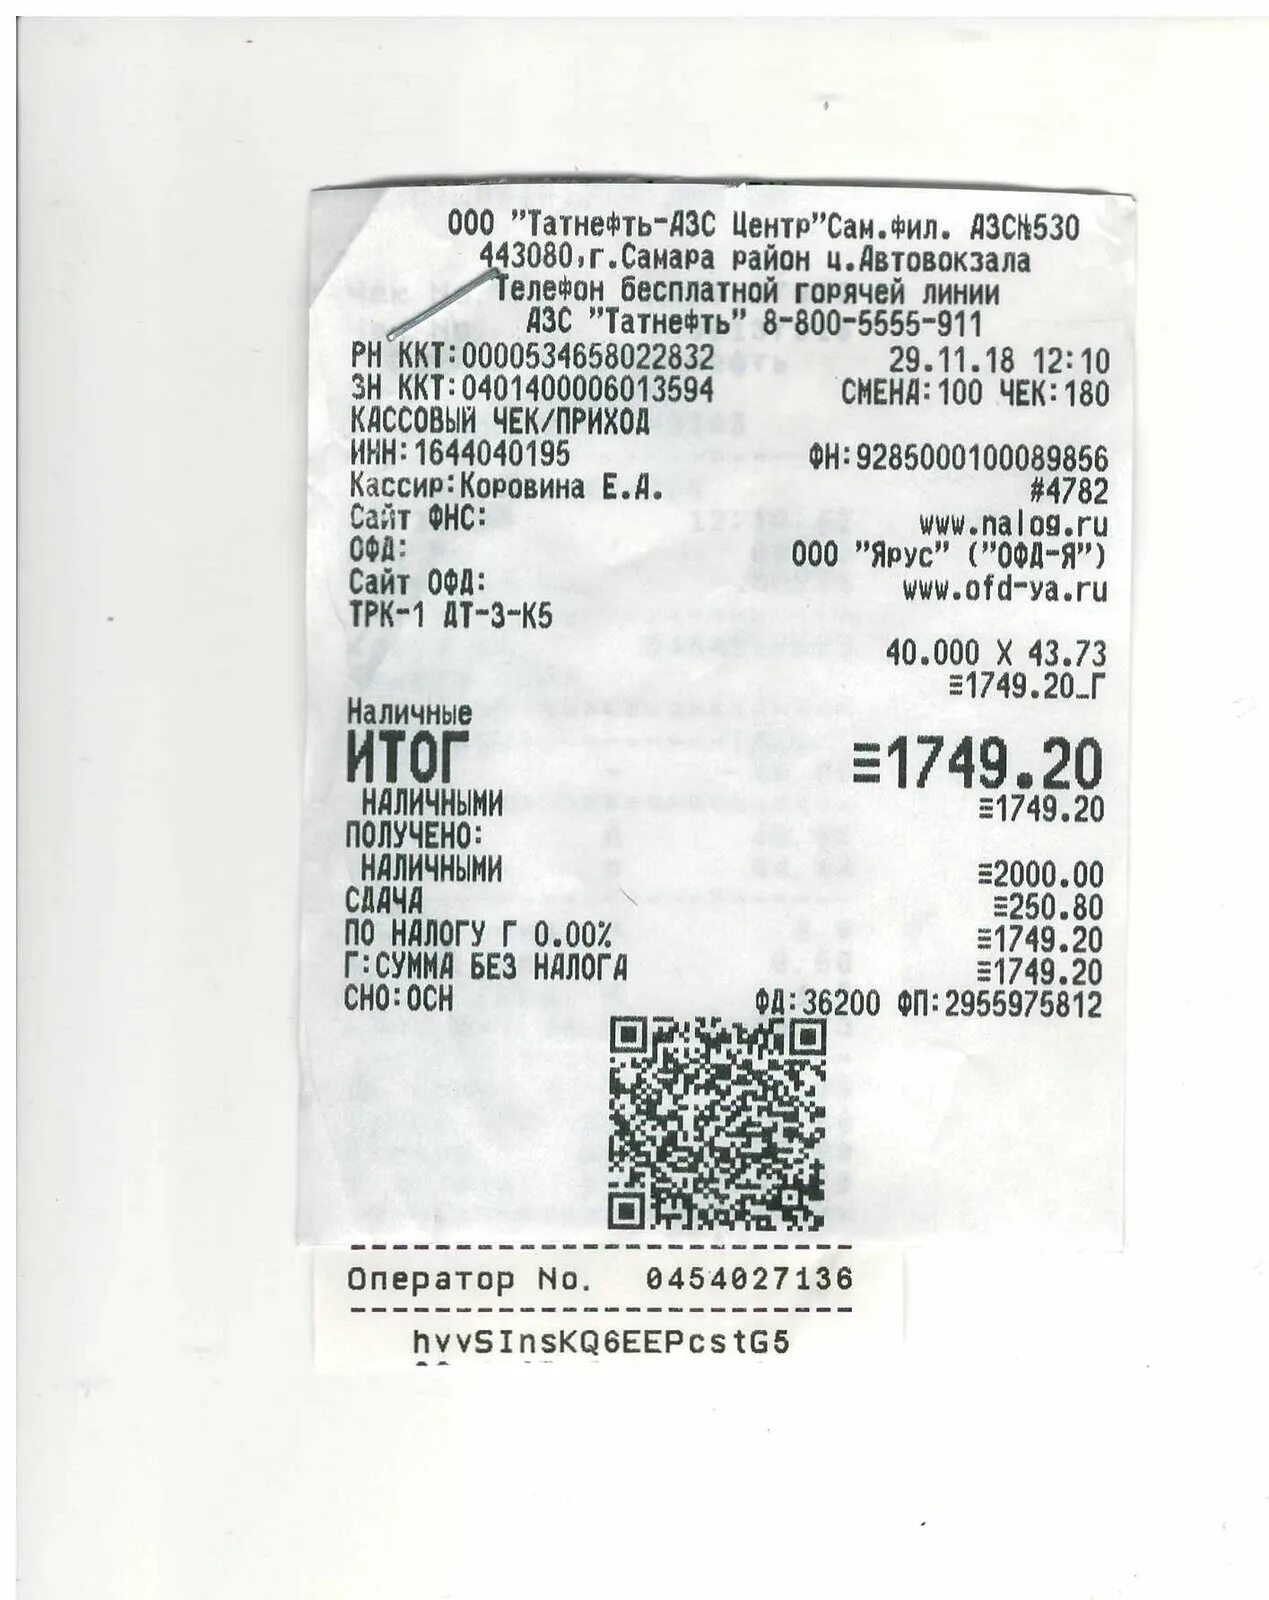 ООО "Татнефть-АЗС Центр"Сам.фил. АЗС№530
443080,г.Самара район ц.Автовокзала
Телефон бесплатной горячей линии
АЗС "Татнефть" 8-800-5555-911
РН ККТ:0000534658022832 29.11.18 12:10
ЗН ККТ:0401400006013594 СМЕНА:100 ЧЕК:180
КАССОВЫЙ ЧЕК/ПРИХОД
ИНН:1644040195 ФН:9285000100089856
Кассир:Коровина Е.А. #4782
Сайт ФНС: www.nalog.ru
ОФД: ООО "Ярус" ("ОФД-Я")
Сайт ОФД: www.ofd-ya.ru
ТРК-1 ДТ-З-К5
40.000 X 43.73
≡1749.20_Г
Наличные
ИТОГ ≡1749.20
НАЛИЧНЫМИ ≡1749.20
ПОЛУЧЕНО:
НАЛИЧНЫМИ ≡2000.00
СДАЧА ≡250.80
ПО НАЛОГУ Г 0.00% ≡1749.20
Г:СУММА БЕЗ НАЛОГА ≡1749.20
СНО:ОСН ФД:36200 ФП:2955975812
Оператор No. 0454027136
hvvSInsKQ6EEPcstG5